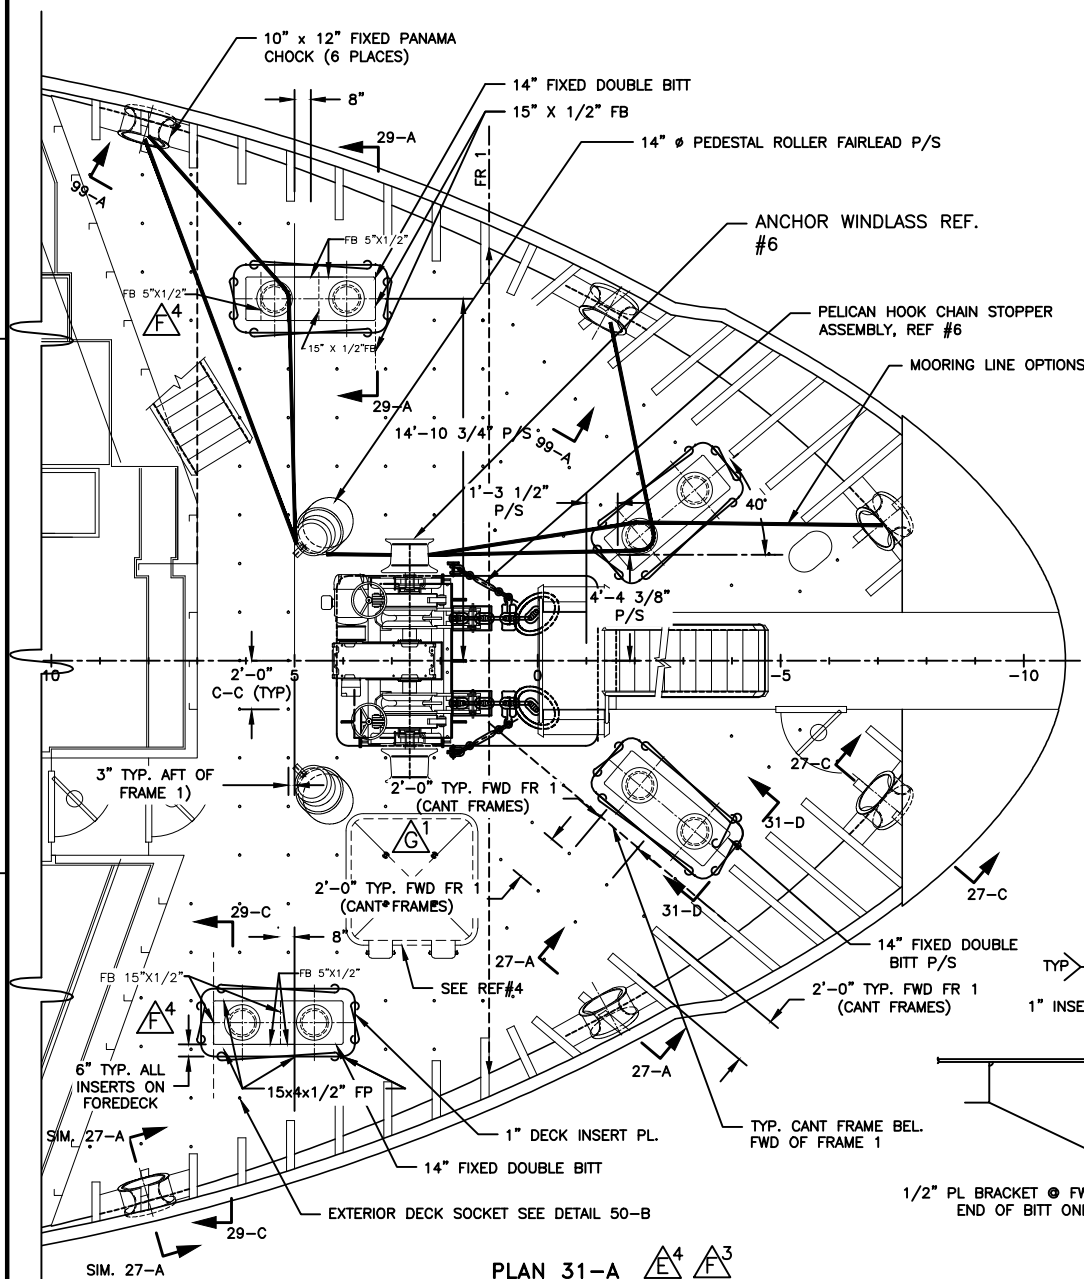 10" x 12" FIXED PANAMA
CHOCK (6 PLACES)
14" FIXED DOUBLE BITT
8"
15" X 1/2" FB
29-A
14" ø PEDESTAL ROLLER FAIRLEAD P/S
FR 1
99-A
ANCHOR WINDLASS REF.
#6
FB 5"X1/2"
FB 5"X1/2"
F 4
PELICAN HOOK CHAIN STOPPER
ASSEMBLY, REF #6
15" X 1/2"FB
MOORING LINE OPTIONS
29-A
14'-10 3/4" P/S
99-A
1'-3 1/2"
P/S
40°
4'-4 3/8"
P/S
10
2'-0"
C-C (TYP)
5
0
-5
-10
3" TYP. AFT OF
FRAME 1)
2'-0" TYP. FWD FR 1
(CANT FRAMES)
27-C
G 1
31-D
2'-0" TYP. FWD FR 1
(CANT FRAMES)
31-D
27-C
29-C
8"
14" FIXED DOUBLE
BITT P/S
FB 15"X1/2"
FB 5"X1/2"
27-A
TYP
SEE REF#4
2'-0" TYP. FWD FR 1
(CANT FRAMES)
F 4
1" INSE
6" TYP. ALL
INSERTS ON
FOREDECK
27-A
15x4x1/2" FP
SIM. 27-A
1" DECK INSERT PL.
TYP. CANT FRAME BEL.
FWD OF FRAME 1
14" FIXED DOUBLE BITT
1/2" PL BRACKET @ FW
END OF BITT ONL
EXTERIOR DECK SOCKET SEE DETAIL 50-B
29-C
SIM. 27-A
PLAN 31-A
E 4
F 3